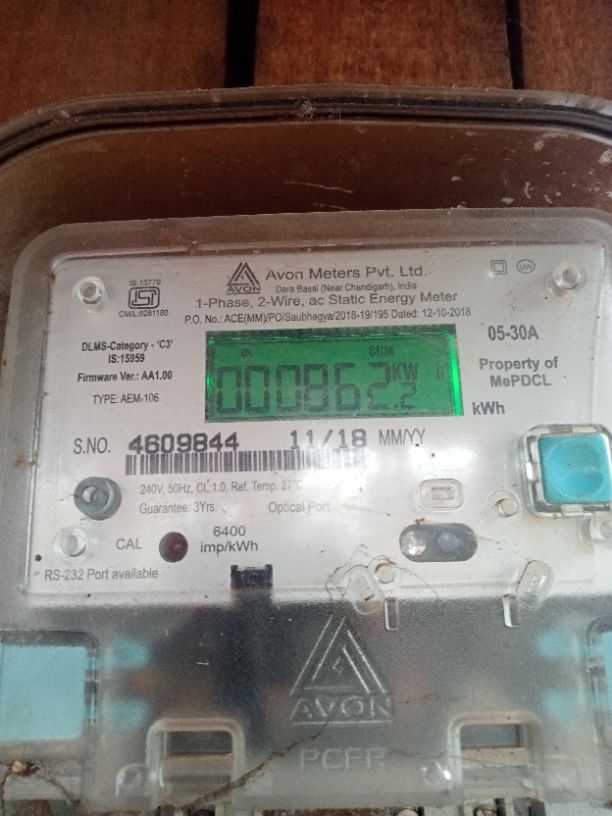 IS:13779
ISI
CM/L:9281180
AVON
Avon Meters Pvt. Ltd.
Dera Bassi (Near Chandigarh), India
1-Phase, 2-Wire, ac Static Energy Meter
P.O. No.: ACE(MM)/PO/Saubhagya/2018-19/195 Dated: 12-10-2018
DLMS-Category - 'C3'
IS:15959
Firmware Ver.: AA1.00
TYPE: AEM-106
CUM
000862.2 KW h
05-30A
Property of
MePDCL
kWh
S.NO. 4609844 11/18 MM/YY
240V, 50Hz, CL:1.0, Ref. Temp. 27°C
Guarantee: 3Yrs. Optical Port
CAL
6400
imp/kWh
RS-232 Port available
AVON